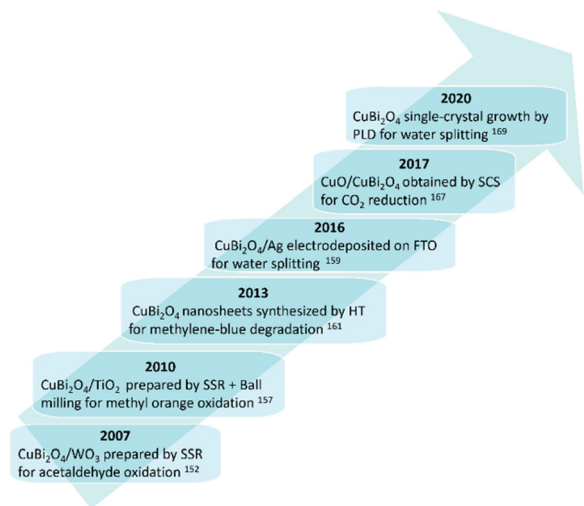 2020
CuBi₂O₄ single-crystal growth by
PLD for water splitting ¹⁶⁹
2017
CuO/CuBi₂O₄ obtained by SCS
for CO₂ reduction ¹⁶⁷
2016
CuBi₂O₄/Ag electrodeposited on FTO
for water splitting ¹⁵⁹
2013
CuBi₂O₄ nanosheets synthesized by HT
for methylene-blue degradation ¹⁶¹
2010
CuBi₂O₄/TiO₂ prepared by SSR + Ball
milling for methyl orange oxidation ¹⁵⁷
2007
CuBi₂O₄/WO₃ prepared by SSR
for acetaldehyde oxidation ¹⁵²